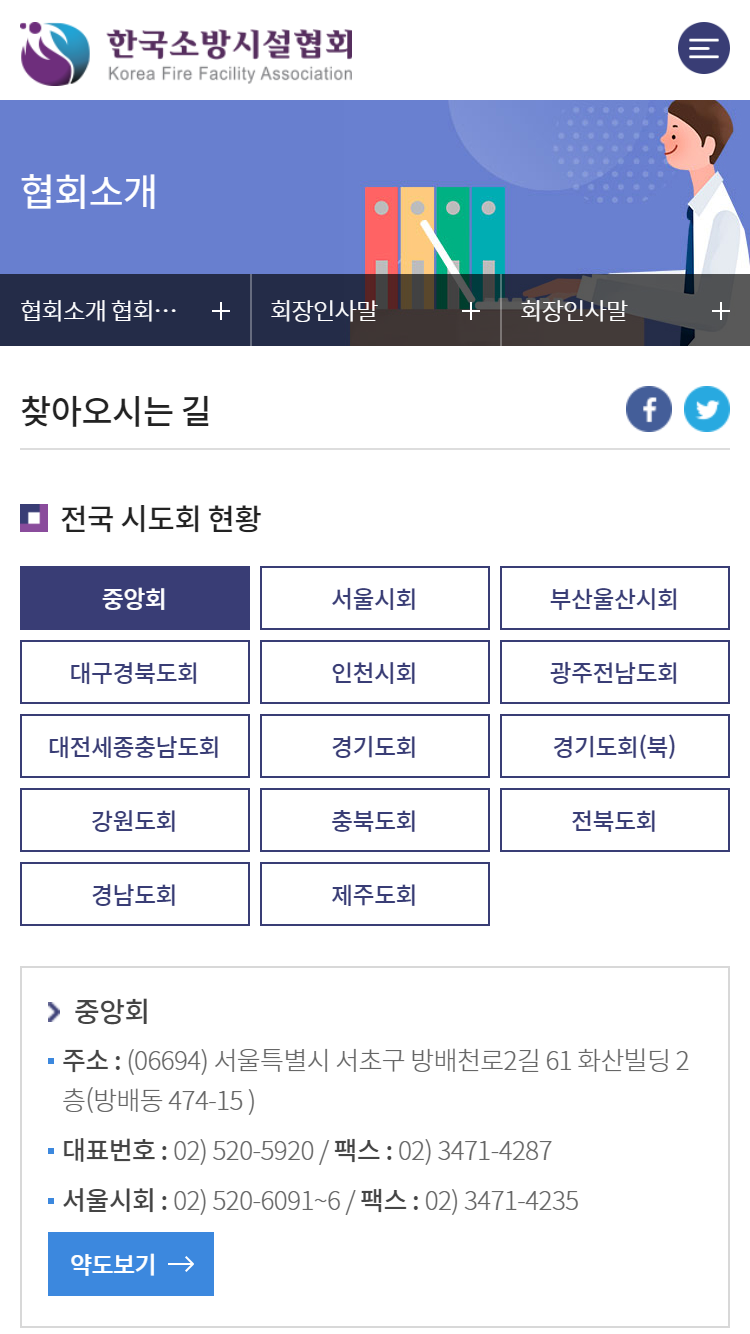 한국소방시설협회
Korea Fire Facility Association
협회소개
협회소개 협회…
회장인사말
회장인사말
찾아오시는 길
전국 시도회 현황
중앙회
서울시회
부산울산시회
대구경북도회
인천시회
광주전남도회
대전세종충남도회
경기도회
경기도회(북)
강원도회
충북도회
전북도회
경남도회
제주도회
중앙회
주소 : (06694) 서울특별시 서초구 방배천로2길 61 화산빌딩 2
층(방배동 474-15 )
대표번호 : 02) 520-5920 / 팩스 : 02) 3471-4287
서울시회 : 02) 520-6091~6 / 팩스 : 02) 3471-4235
약도보기 →